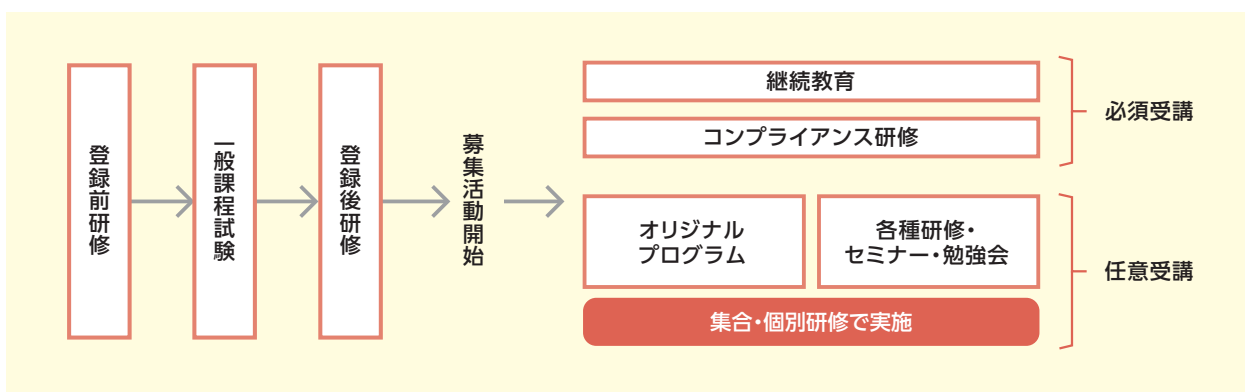 登録前研修
一般課程試験
登録後研修
募集活動開始
継続教育
コンプライアンス研修
必須受講
オリジナル
プログラム
各種研修・
セミナー・勉強会
集合・個別研修で実施
任意受講